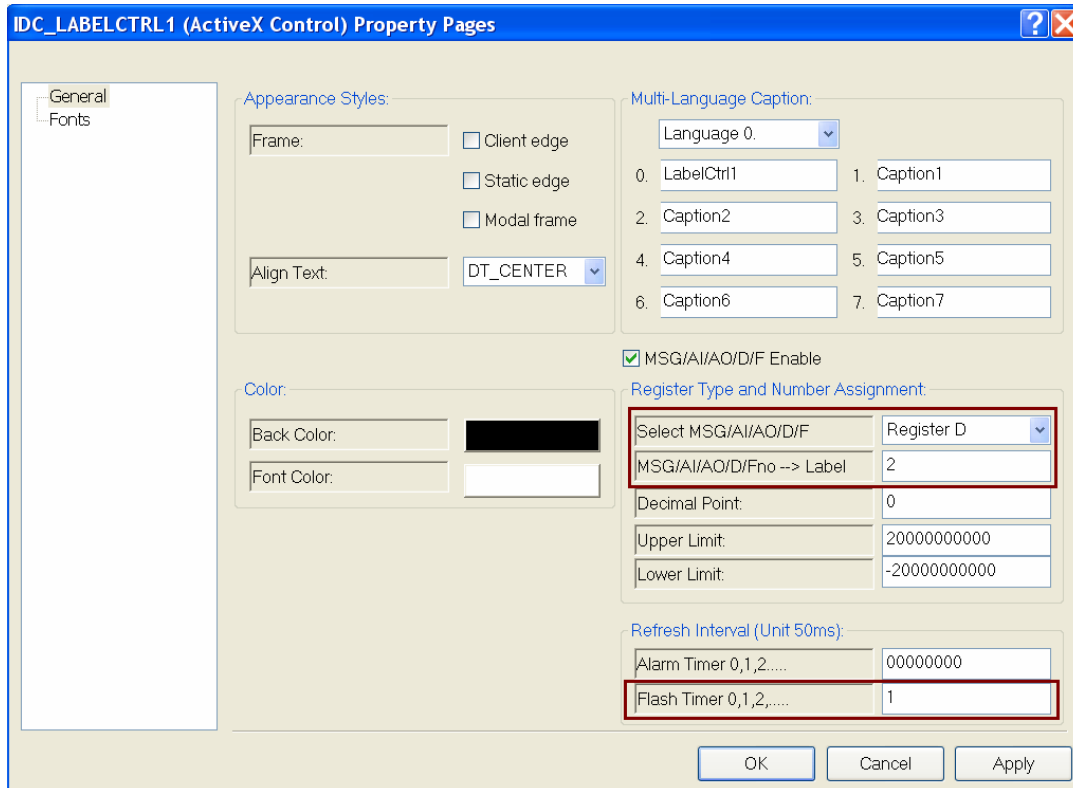 IDC_LABELCTRL1 (ActiveX Control) Property Pages
General
Fonts
Appearance Styles:
Frame:
Client edge
Static edge
Modal frame
Align Text:
DT_CENTER
Multi-Language Caption:
Language 0.
0. LabelCtrl1 1. Caption1
2. Caption2 3. Caption3
4. Caption4 5. Caption5
6. Caption6 7. Caption7
MSG/AI/AO/D/F Enable
Color:
Back Color:
Font Color:
Register Type and Number Assignment:
Select MSG/AI/AO/D/F Register D
MSG/AI/AO/D/Fno --> Label 2
Decimal Point: 0
Upper Limit: 20000000000
Lower Limit: -20000000000
Refresh Interval (Unit 50ms):
Alarm Timer 0,1,2..... 00000000
Flash Timer 0,1,2,..... 1
OK Cancel Apply